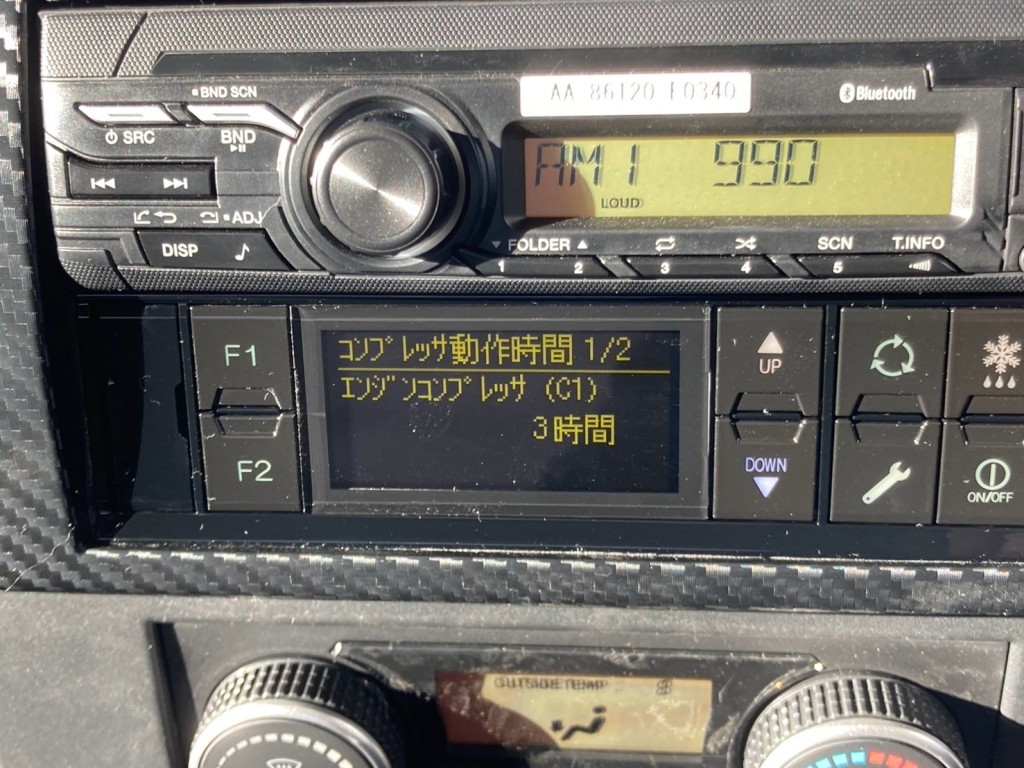 BND SCN
AA 86120 E0340
Bluetooth
SRC
BND
AM1 990
LOUD
ADJ
DISP
FOLDER
SCN
T.INFO
1
2
3
4
5
F1
ｺﾝﾌﾟﾚｯｻ動作時間 1/2
ｴﾝｼﾞﾝｺﾝﾌﾟﾚｯｻ (C1)
3時間
UP
F2
DOWN
ON/OFF
OUTSIDE TEMP